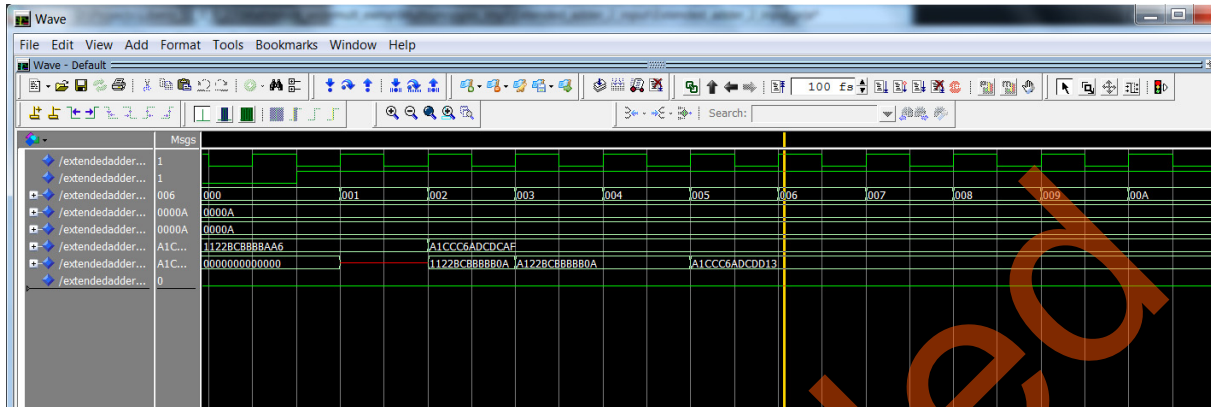 Wave
File Edit View Add Format Tools Bookmarks Window Help
Wave - Default
100 fs
Search:
Msgs
/extendedadder... 1
/extendedadder... 1
/extendedadder... 006 000 001 002 003 004 005 006 007 008 009 00A
/extendedadder... 0000A 0000A
/extendedadder... 0000A 0000A
/extendedadder... A1C... 1122BCBBBBAA6 A1CCC6ADCDCAF
/extendedadder... A1C... 0000000000000 1122BCBBBBB0A A122BCBBBBB0A A1CCC6ADCDD13
/extendedadder... 0
ed